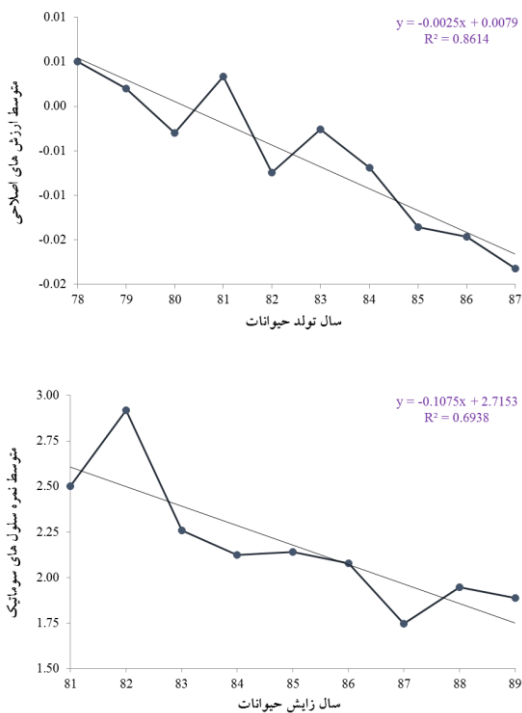 y = -0.0025x + 0.0079
R² = 0.8614
0.01
0.01
0.00
-0.01
-0.01
-0.02
-0.02
متوسط ارزش های اصلاحی
78 79 80 81 82 83 84 85 86 87
سال تولد حیوانات
y = -0.1075x + 2.7153
R² = 0.6938
3.00
2.75
2.50
2.25
2.00
1.75
1.50
متوسط نمره سلول های سوماتیک
81 82 83 84 85 86 87 88 89
سال زایش حیوانات